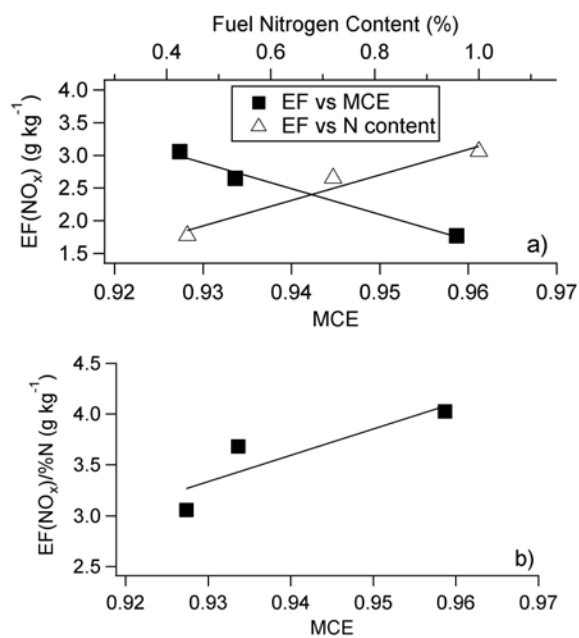 Fuel Nitrogen Content (%)
0.4 0.6 0.8 1.0
EF(NOx) (g kg-1)
4.0
3.5
3.0
2.5
2.0
1.5
EF vs MCE
EF vs N content
a)
0.92 0.93 0.94 0.95 0.96 0.97
MCE
EF(NOx)/%N (g kg-1)
4.5
4.0
3.5
3.0
2.5
b)
0.92 0.93 0.94 0.95 0.96 0.97
MCE